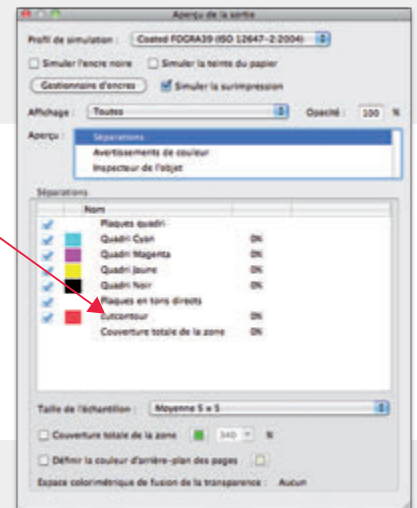 Aperçu de la sortie
Profil de simulation : Coated FOGRA39 (ISO 12647-2:2004)
Simuler l'encre noire Simuler la teinte du papier
Gestionnaire d'encres Simuler la surimpression
Affichage : Toutes Opacité : 100 %
Aperçu : Séparations
Avertissements de couleur
Inspecteur de l'objet
Séparations
Nom
Plaques quadri
Quadri Cyan 0%
Quadri Magenta 0%
Quadri Jaune 0%
Quadri Noir 0%
Plaques en tons directs
cutcontour 0%
Couverture totale de la zone 0%
Taille de l'échantillon : Moyenne 5 x 5
Couverture totale de la zone 340 %
Définir la couleur d'arrière-plan des pages :
Espace colorimétrique de fusion de la transparence : Aucun